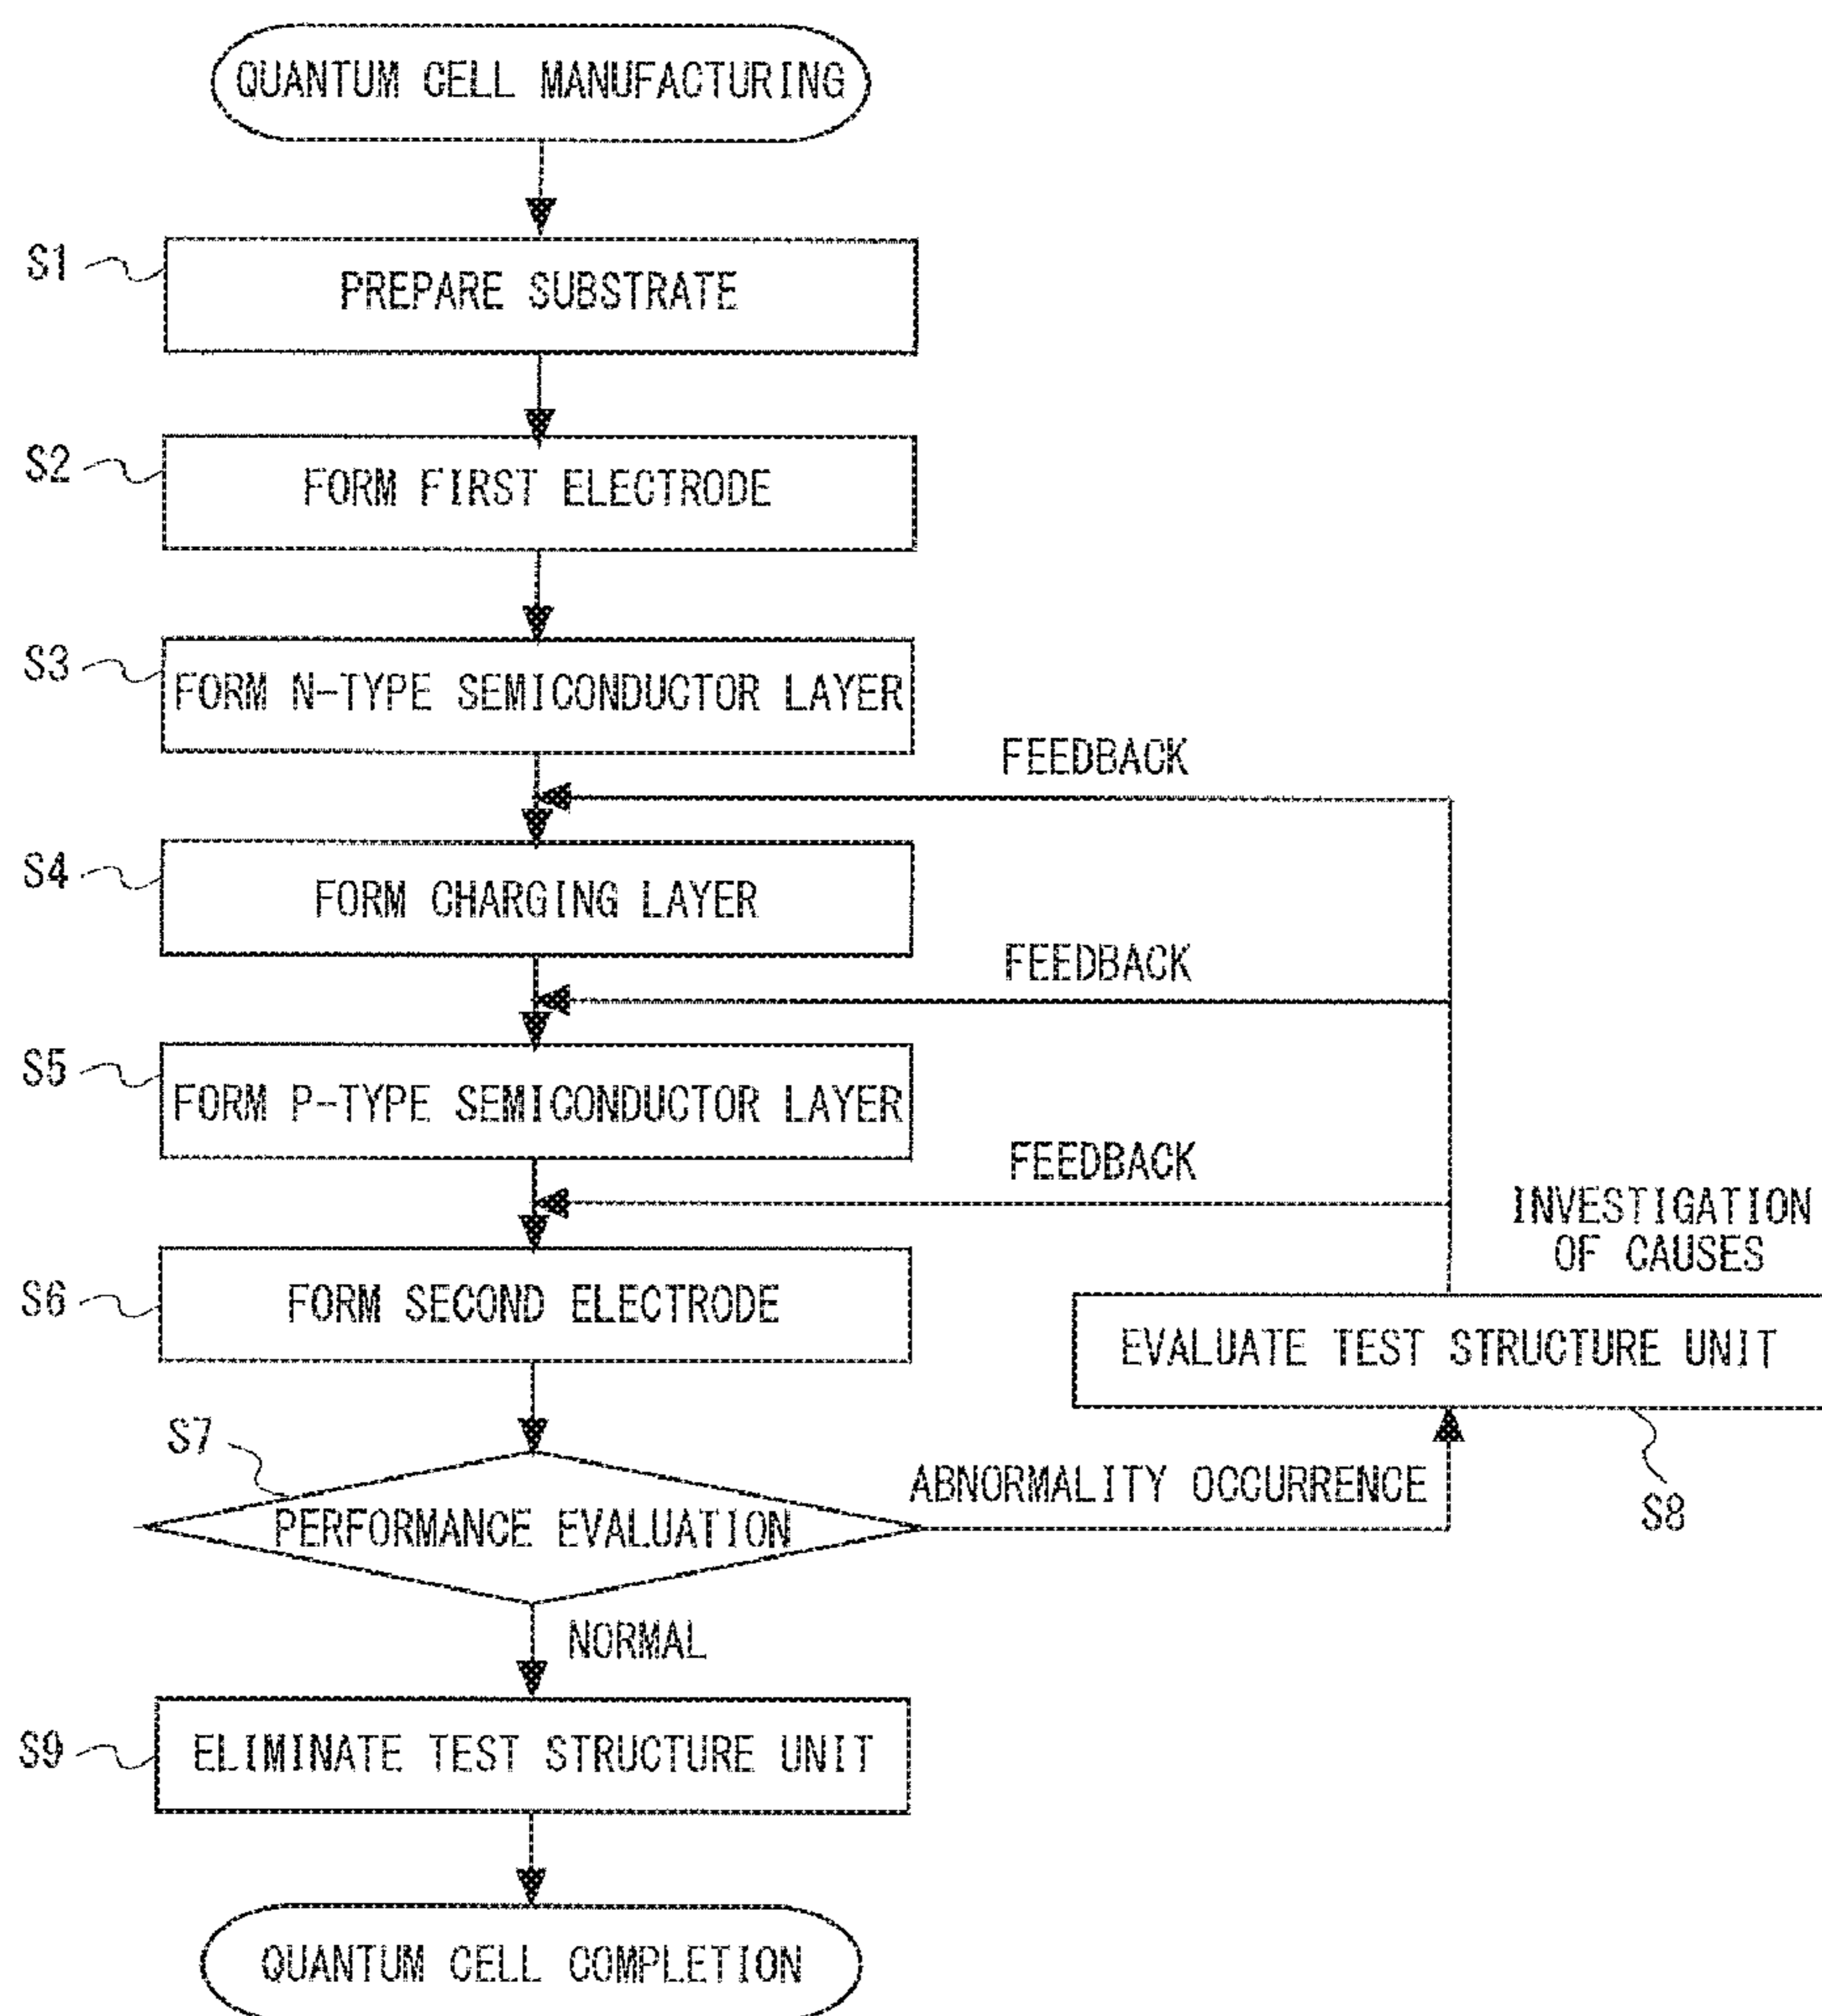 QUANTUM CELL MANUFACTURING
S1
PREPARE SUBSTRATE
S2
FORM FIRST ELECTRODE
S3
FORM N-TYPE SEMICONDUCTOR LAYER
FEEDBACK
S4
FORM CHARGING LAYER
FEEDBACK
S5
FORM P-TYPE SEMICONDUCTOR LAYER
FEEDBACK
INVESTIGATION
OF CAUSES
S6
FORM SECOND ELECTRODE
EVALUATE TEST STRUCTURE UNIT
S7
ABNORMALITY OCCURRENCE
S8
PERFORMANCE EVALUATION
NORMAL
S9
ELIMINATE TEST STRUCTURE UNIT
QUANTUM CELL COMPLETION